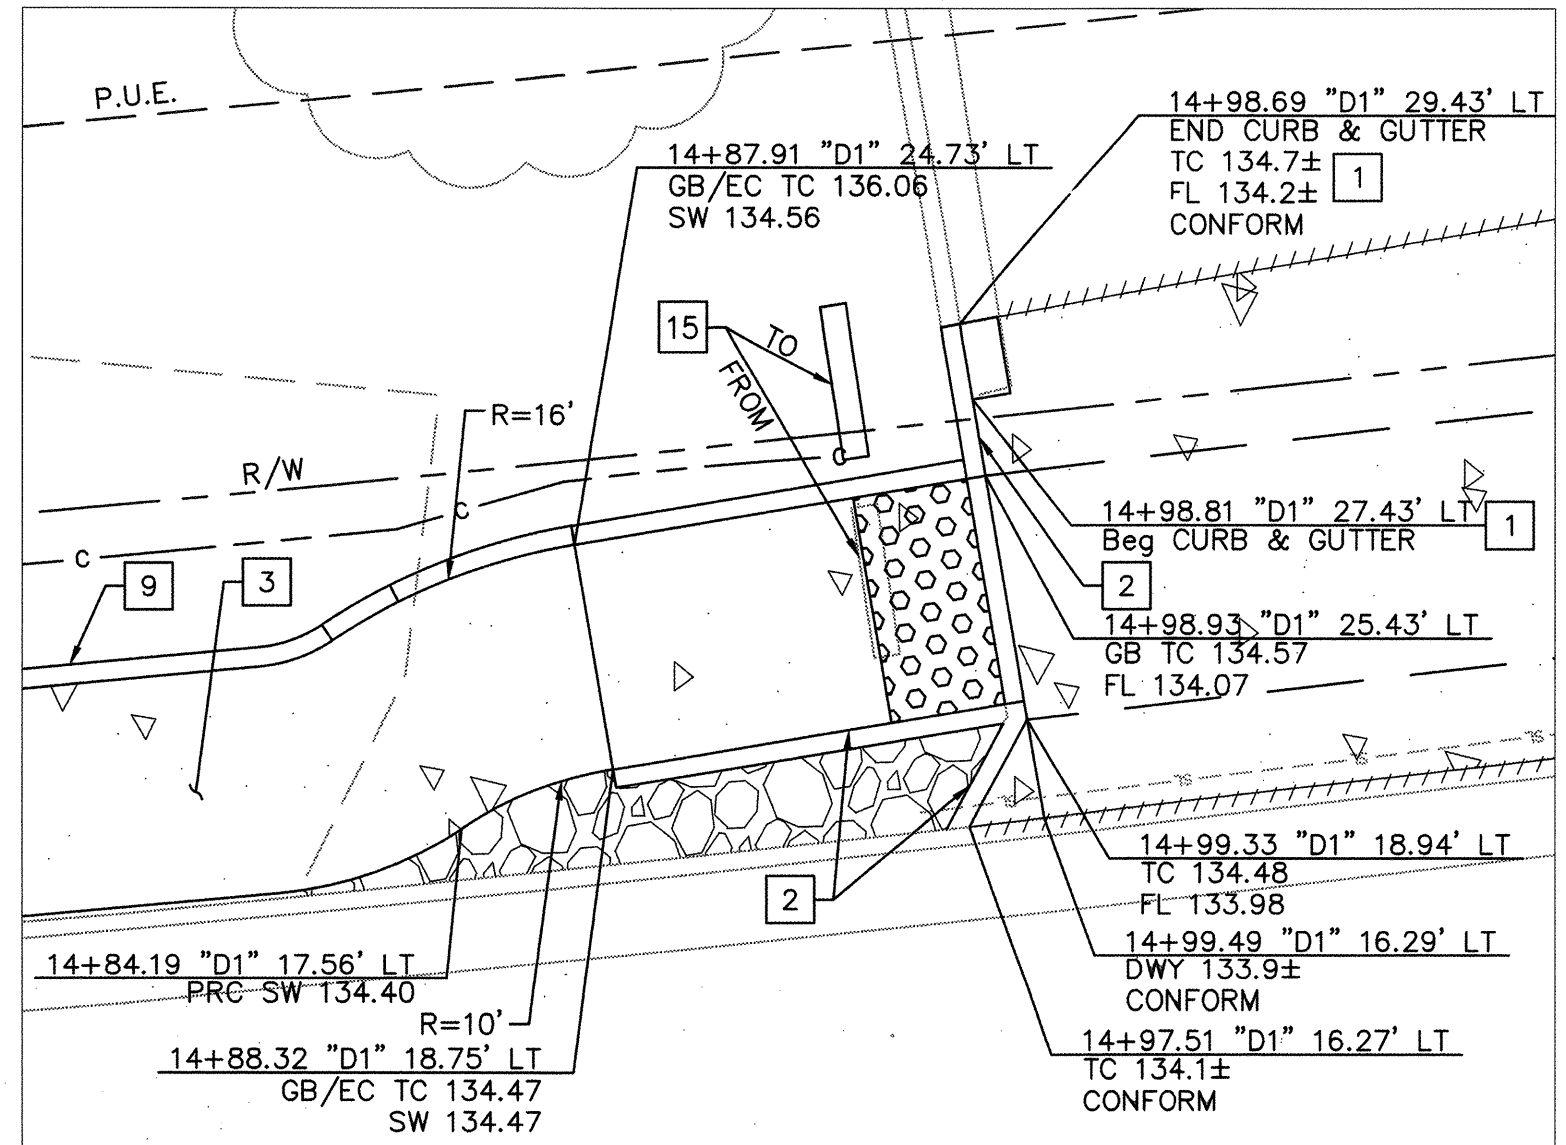 P.U.E.
14+98.69 "D1" 29.43' LT
END CURB & GUTTER
TC 134.7±
FL 134.2±
1
CONFORM
14+87.91 "D1" 24.73' LT
GB/EC TC 136.06
SW 134.56
15
TO
FROM
R=16'
R/W
C
C
C
9
3
14+98.81 "D1" 27.43' LT
1
Beg CURB & GUTTER
2
14+98.93 "D1" 25.43' LT
GB TC 134.57
FL 134.07
SL
SL
SL
SL
SL
2
14+99.33 "D1" 18.94' LT
TC 134.48
FL 133.98
14+99.49 "D1" 16.29' LT
DWY 133.9±
CONFORM
14+97.51 "D1" 16.27' LT
TC 134.1±
CONFORM
14+84.19 "D1" 17.56' LT
PRC SW 134.40
R=10'
14+88.32 "D1" 18.75' LT
GB/EC TC 134.47
SW 134.47